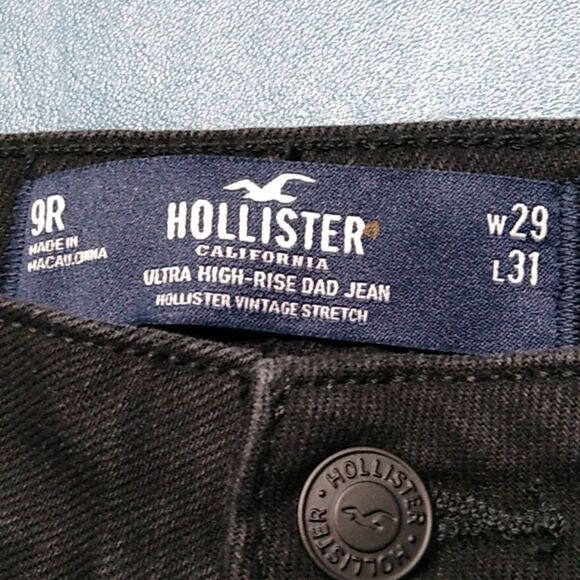 9R
MADE IN
MACAU.CHINA
HOLLISTER
CALIFORNIA
ULTRA HIGH-RISE DAD JEAN
HOLLISTER VINTAGE STRETCH
W29
L31
HOLLISTER • HOLLISTER •